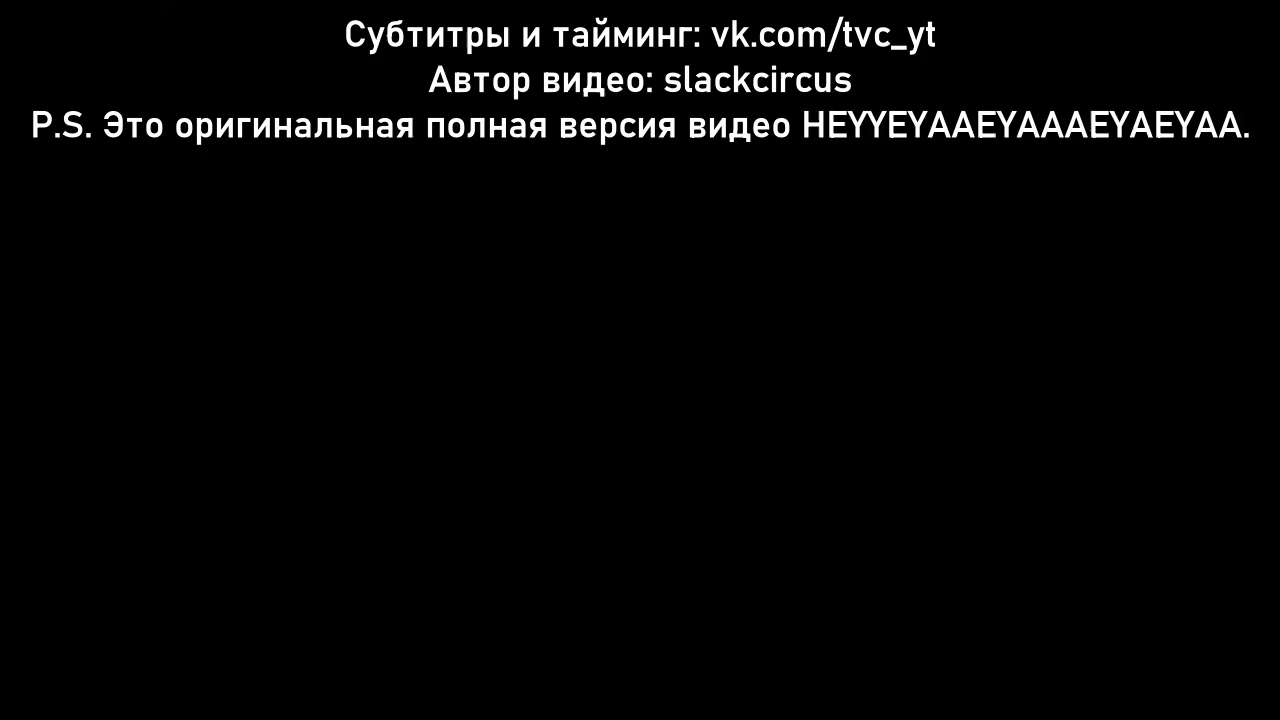 Субтитры и тайминг: vk.com/tvc_yt
Автор видео: slackcircus
P.S. Это оригинальная полная версия видео HEYYEYAAEYAAAEYAEYAA.